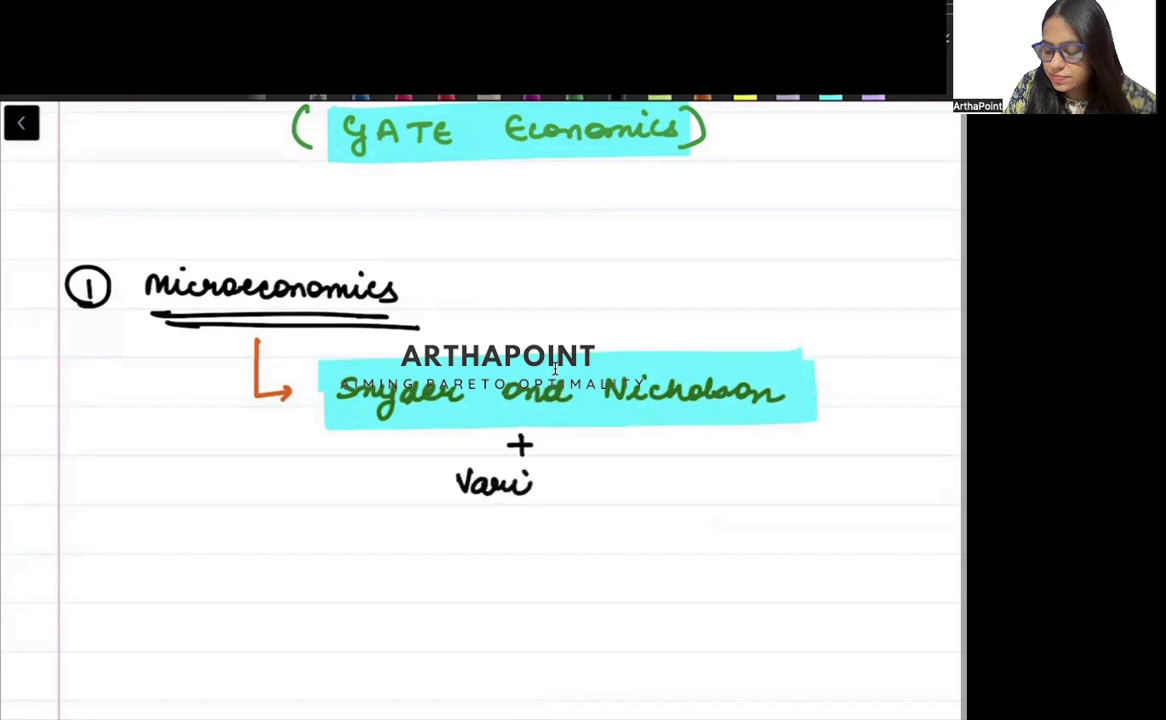 (GATE Economics)
① Microeconomics
ARTHAPOINT
AIMING PARETO OPTIMALITY
Snyder and Nicholson
+
Vari
ArthaPoint